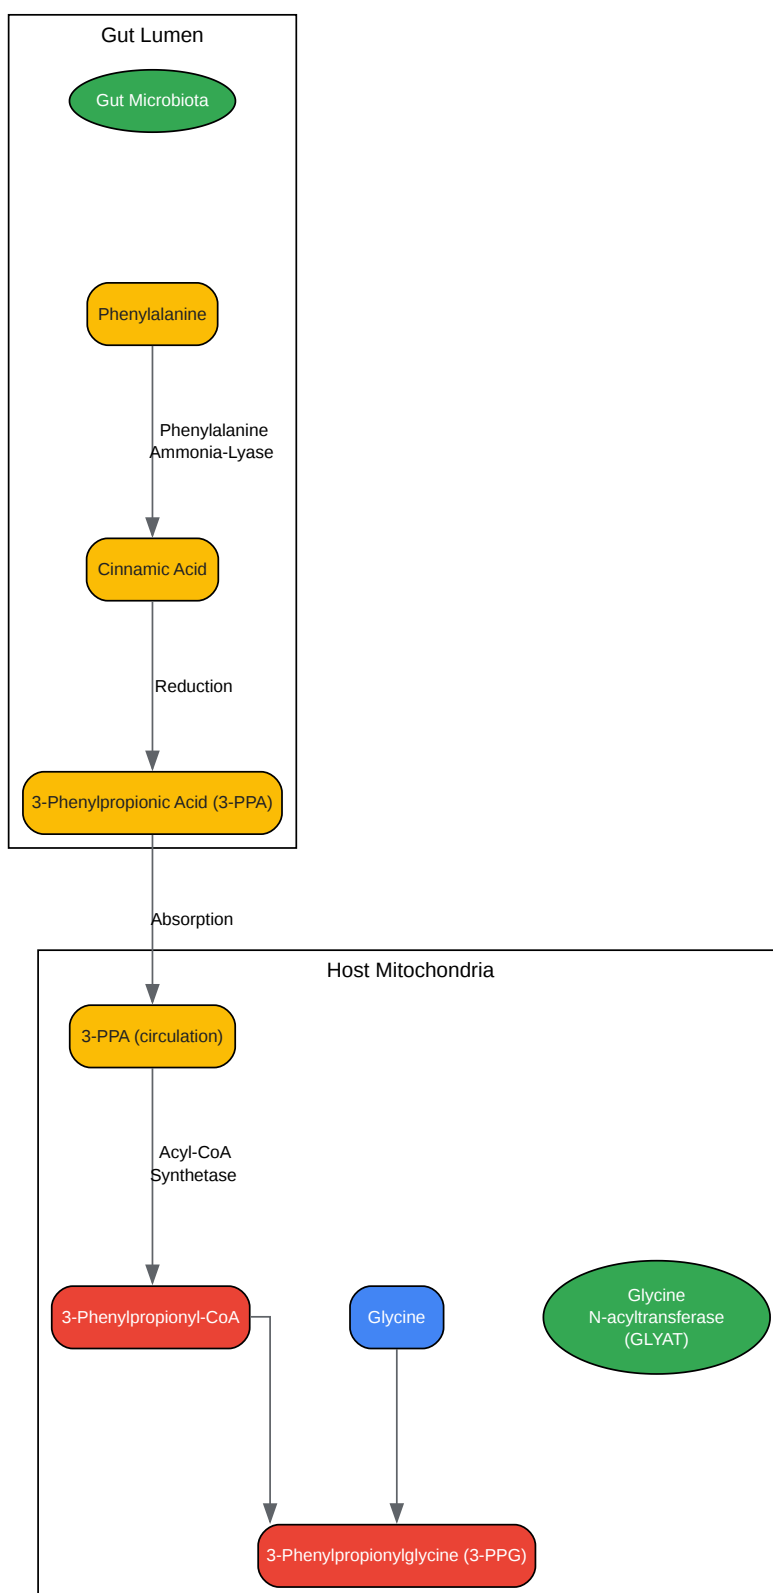 Gut Lumen
Gut Microbiota
Phenylalanine
Phenylalanine
Ammonia-Lyase
Cinnamic Acid
Reduction
3-Phenylpropionic Acid (3-PPA)
Absorption
Host Mitochondria
3-PPA (circulation)
Acyl-CoA
Synthetase
3-Phenylpropionyl-CoA
Glycine
Glycine
N-acyltransferase
(GLYAT)
3-Phenylpropionylglycine (3-PPG)